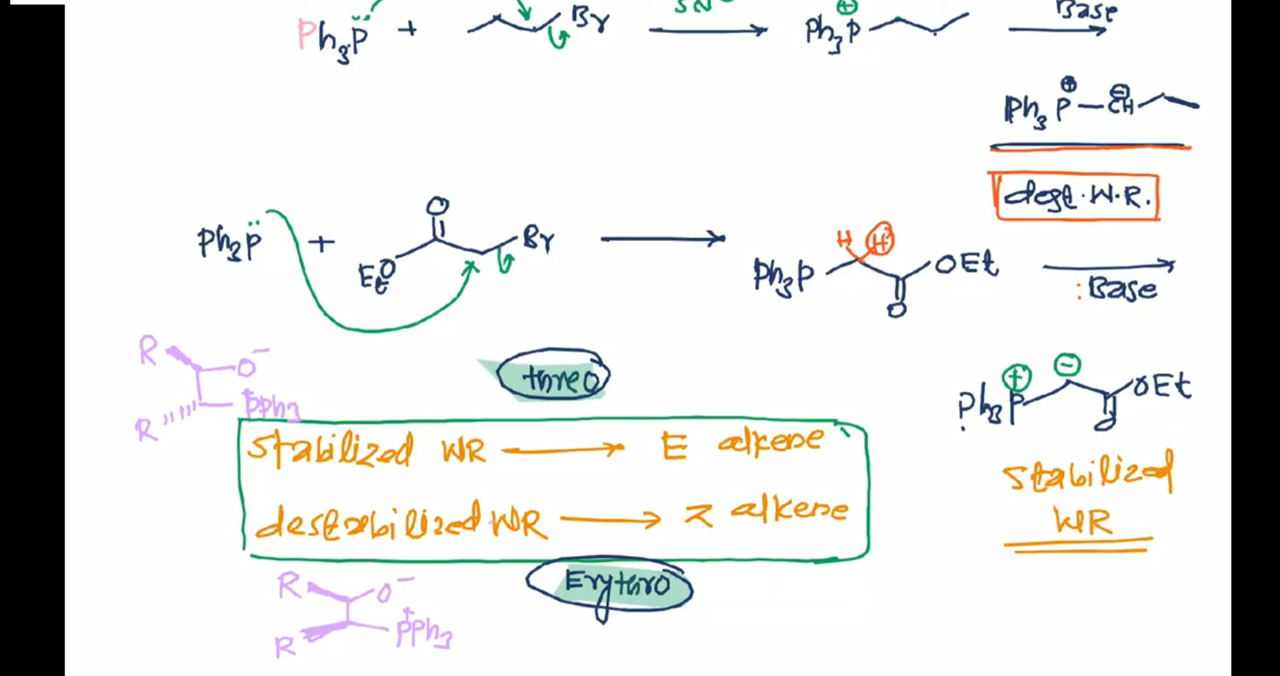 Ph₃P̈ + Br SN ⊕ Ph₃P Base
Ph₃P⊕ — ⊖CH
dest. W.R.
Ph₃P̈ + EtO O Br Ph₃P H H⁺ O OEt :Base
R O⁻ ⁺PPh₃ R
threo
Ph₃P ⊕ ⊖ OEt
stabilized WR ⟶ E alkene
destabilized WR ⟶ Z alkene
stabilized
WR
Erythro
R O⁻ R ⁺PPh₃